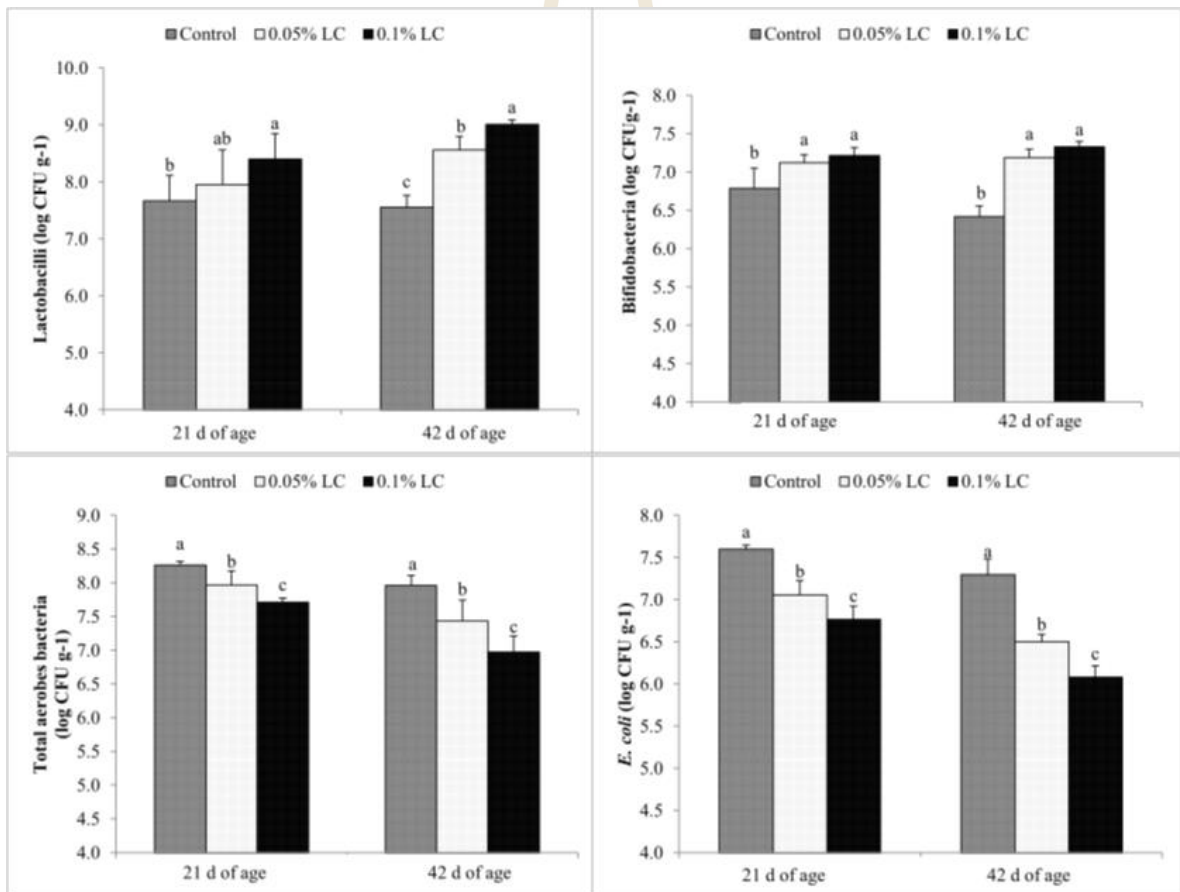 Control 0.05% LC 0.1% LC
Lactobacilli (log CFU g-1)
10.0
9.0
8.0
7.0
6.0
5.0
4.0
b ab a
c b a
21 d of age 42 d of age
Control 0.05% LC 0.1% LC
Bifidobacteria (log CFUg-1)
8.0
7.5
7.0
6.5
6.0
5.5
5.0
4.5
4.0
b a a
b a a
21 d of age 42 d of age
Control 0.05% LC 0.1% LC
Total aerobes bacteria
(log CFU g-1)
9.0
8.5
8.0
7.5
7.0
6.5
6.0
5.5
5.0
4.5
4.0
a b c
a b c
21 d of age 42 d of age
Control 0.05% LC 0.1% LC
E. coli (log CFU g-1)
8.0
7.5
7.0
6.5
6.0
5.5
5.0
4.5
4.0
a b c
a b c
21 d of age 42 d of age